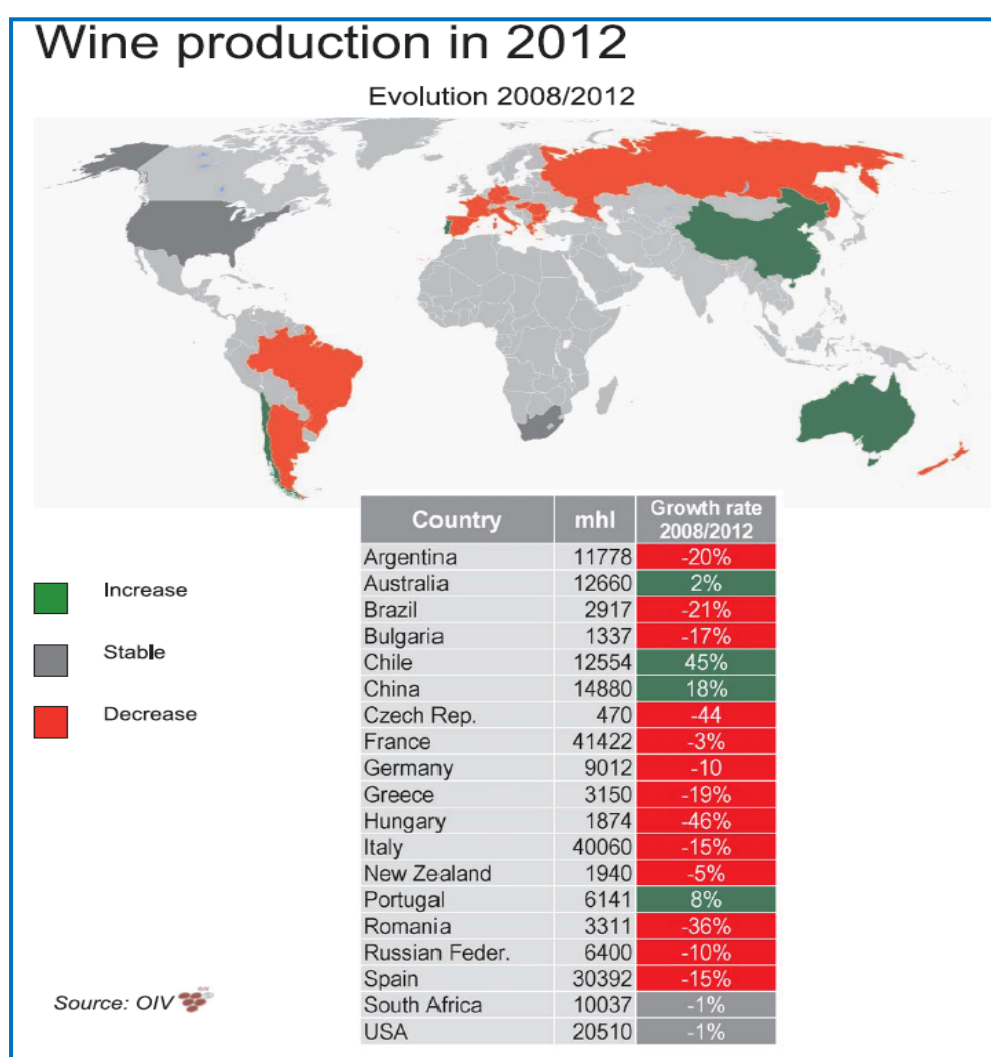 Wine production in 2012
Evolution 2008/2012
Country mhl Growth rate 2008/2012
Argentina 11778 -20%
Australia 12660 2%
Brazil 2917 -21%
Bulgaria 1337 -17%
Chile 12554 45%
China 14880 18%
Czech Rep. 470 -44
France 41422 -3%
Germany 9012 -10
Greece 3150 -19%
Hungary 1874 -46%
Italy 40060 -15%
New Zealand 1940 -5%
Portugal 6141 8%
Romania 3311 -36%
Russian Feder. 6400 -10%
Spain 30392 -15%
South Africa 10037 -1%
USA 20510 -1%
Increase
Stable
Decrease
Source: OIV